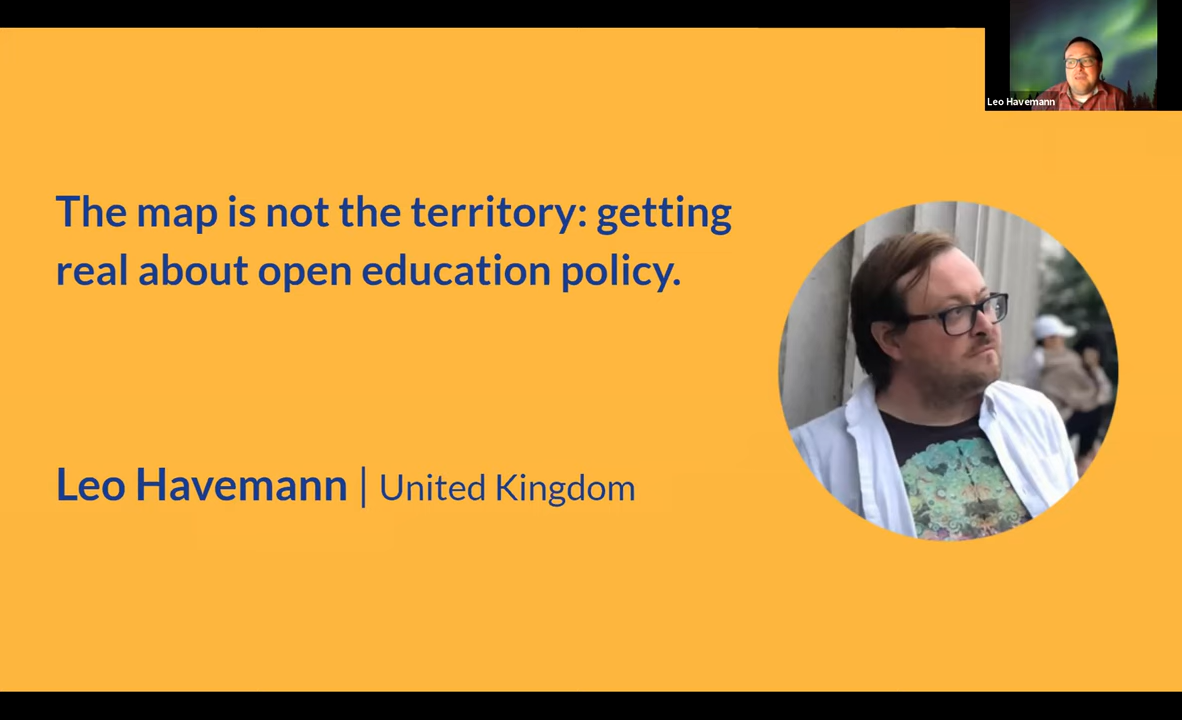 Leo Havemann
The map is not the territory: getting
real about open education policy.
Leo Havemann | United Kingdom